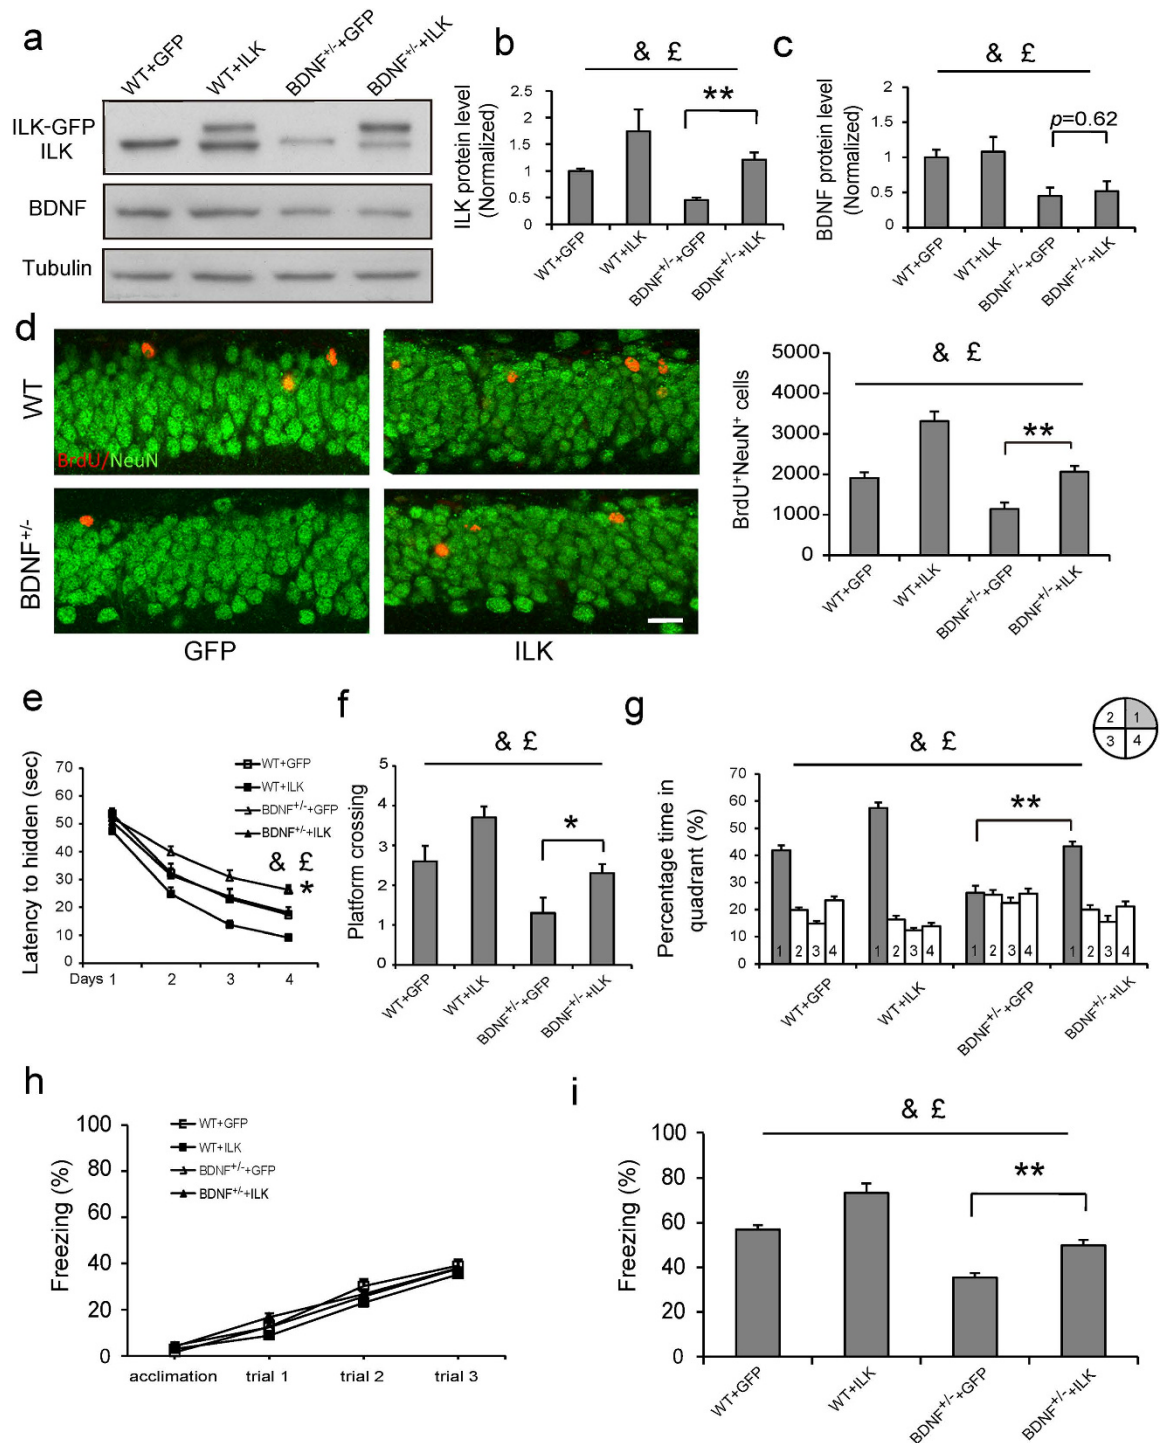 a
WT+GFP
WT+ILK
BDNF+/-+GFP
BDNF+/-+ILK
ILK-GFP
ILK
BDNF
Tubulin
b
& £
**
ILK protein level
(Normalized)
2.5
2
1.5
1
0.5
0
WT+GFP
WT+ILK
BDNF+/-+GFP
BDNF+/-+ILK
c
& £
p=0.62
BDNF protein level
(Normalized)
2
1.5
1
0.5
0
WT+GFP
WT+ILK
BDNF+/-+GFP
BDNF+/-+ILK
d
WT
BrdU/NeuN
BDNF+/-
GFP
ILK
& £
**
BrdU+NeuN+ cells
5000
4000
3000
2000
1000
0
WT+GFP
WT+ILK
BDNF+/-+GFP
BDNF+/-+ILK
e
Latency to hidden (sec)
70
60
50
40
30
20
10
0
WT+GFP
WT+ILK
BDNF+/-+GFP
BDNF+/-+ILK
& £
*
Days 1 2 3 4
f
& £
*
Platform crossing
5
4
3
2
1
0
WT+GFP
WT+ILK
BDNF+/-+GFP
BDNF+/-+ILK
g
2 1
3 4
& £
**
Percentage time in
quadrant (%)
70
60
50
40
30
20
10
0
1 2 3 4 1 2 3 4 1 2 3 4 1 2 3 4
WT+GFP
WT+ILK
BDNF+/-+GFP
BDNF+/-+ILK
h
Freezing (%)
100
80
60
40
20
0
WT+GFP
WT+ILK
BDNF+/-+GFP
BDNF+/-+ILK
acclimation trial 1 trial 2 trial 3
i
& £
**
Freezing (%)
100
80
60
40
20
0
WT+GFP
WT+ILK
BDNF+/-+GFP
BDNF+/-+ILK